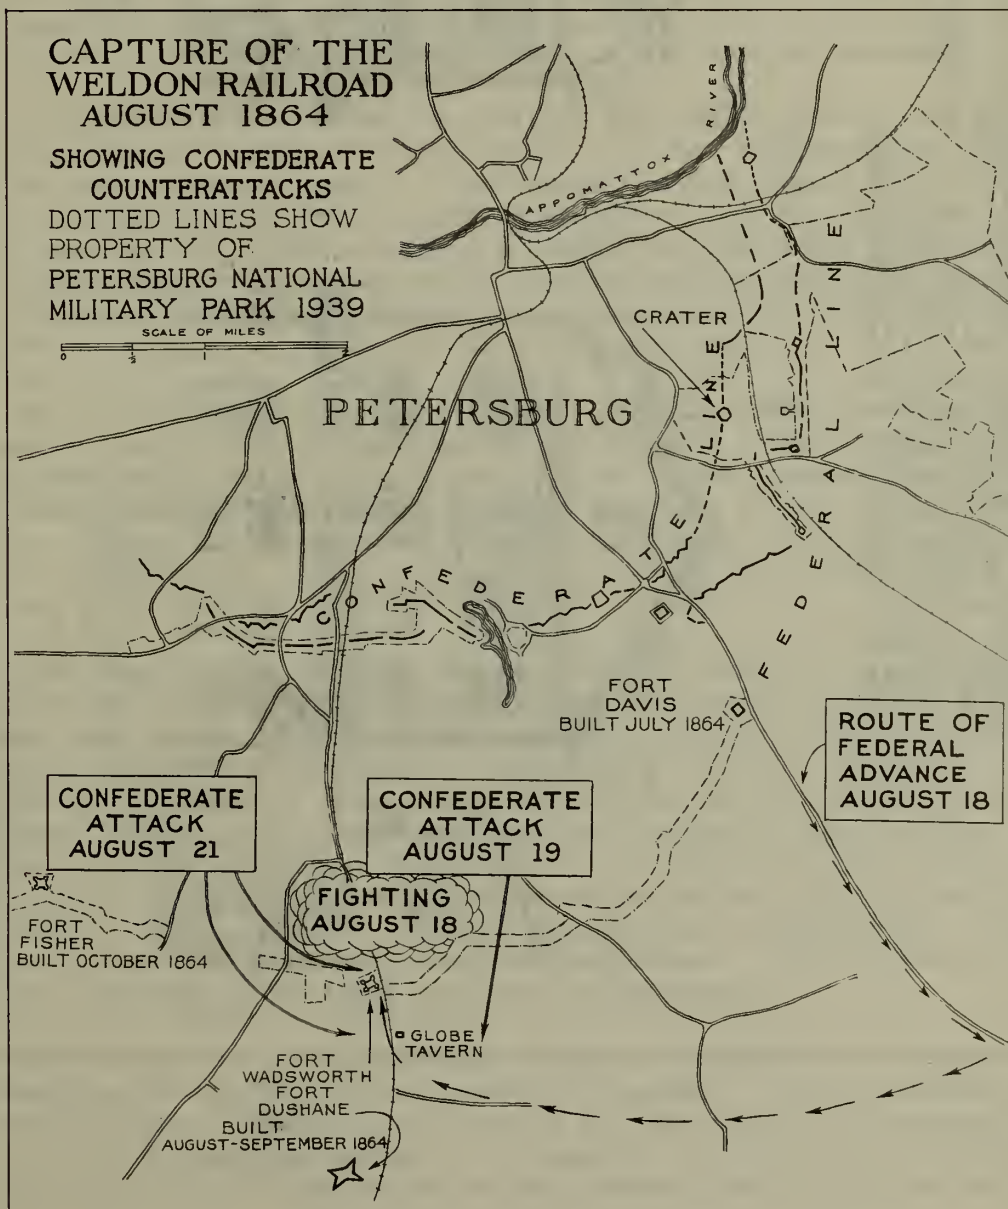 CAPTURE OF THE
WELDON RAILROAD
AUGUST 1864
SHOWING CONFEDERATE
COUNTERATTACKS
DOTTED LINES SHOW
PROPERTY OF
PETERSBURG NATIONAL
MILITARY PARK 1939
SCALE OF MILES
0 ½ 1 2
APPOMATTOX
RIVER
CRATER
PETERSBURG
CONFEDERATE LINE
FEDERAL LINE
FORT
DAVIS
BUILT JULY 1864
ROUTE OF
FEDERAL
ADVANCE
AUGUST 18
CONFEDERATE
ATTACK
AUGUST 21
CONFEDERATE
ATTACK
AUGUST 19
FIGHTING
AUGUST 18
FORT
FISHER
BUILT OCTOBER 1864
GLOBE
TAVERN
FORT
WADSWORTH
FORT
DUSHANE
BUILT
AUGUST-SEPTEMBER 1864